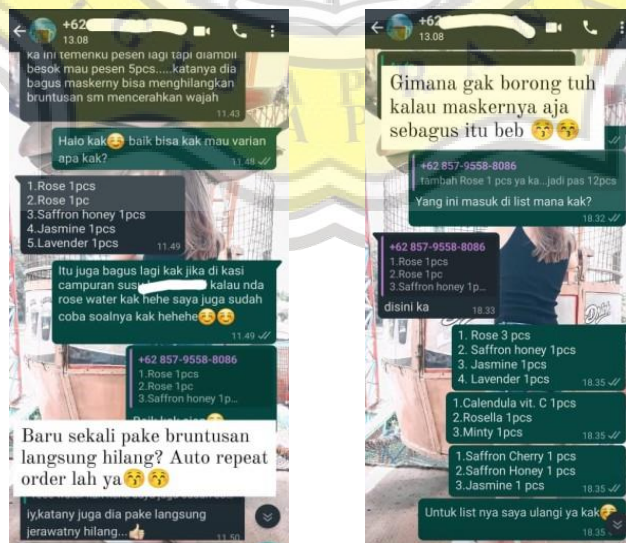 +62
13.08
ka ini temenku pesen lagi tapi diambil
besok mau pesen 5pcs.....katanya dia
bagus maskerny bisa menghilangkan
bruntusan sm mencerahkan wajah
11.43
Halo kak😊 baik bisa kak mau varian
apa kak?
11.48
1.Rose 1pcs
2.Rose 1pc
3.Saffron honey 1pcs
4.Jasmine 1pcs
5.Lavender 1pcs
11.49
Itu juga bagus lagi kak jika di kasi
campuran susu kalau nda
rose water kak hehe saya juga sudah
coba soalnya kak hehehe😊😊
11.49
+62 857-9558-8086
1.Rose 1pcs
2.Rose 1pc
3.Saffron honey 1p...
Baru sekali pake bruntusan
langsung hilang? Auto repeat
order lah ya😚😚
iy,katany juga dia pake langsung
jerawatny hilang...👍
11.50
+62
13.08
Gimana gak borong tuh
kalau maskernya aja
sebagus itu beb 😚😚
+62 857-9558-8086
tambah Rose 1 pcs ya ka...jadi pas 12pcs
Yang ini masuk di list mana kak?
18.32
+62 857-9558-8086
1.Rose 1pcs
2.Rose 1pc
3.Saffron honey 1p...
disini ka
18.33
1. Rose 3 pcs
2. Saffron honey 1pcs
3. Jasmine 1pcs
4. Lavender 1pcs
18.35
1.Calendula vit. C 1pcs
2.Rosella 1pcs
3.Minty 1pcs
18.35
1.Saffron Cherry 1 pcs
2.Saffron Honey 1 pcs
3.Jasmine 1 pcs
18.35
Untuk list nya saya ulangi ya kak
18.35